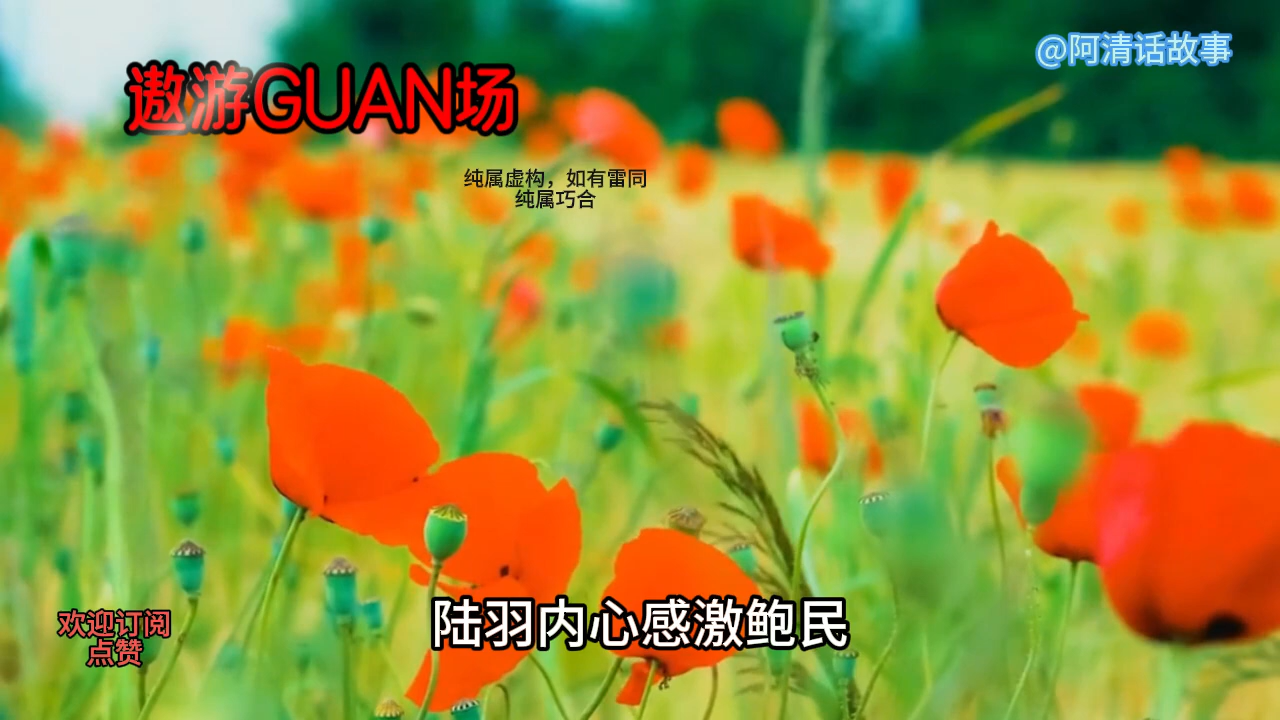 @阿清话故事
遨游GUAN场
纯属虚构，如有雷同
纯属巧合
欢迎订阅
点赞
陆羽内心感激鲍民